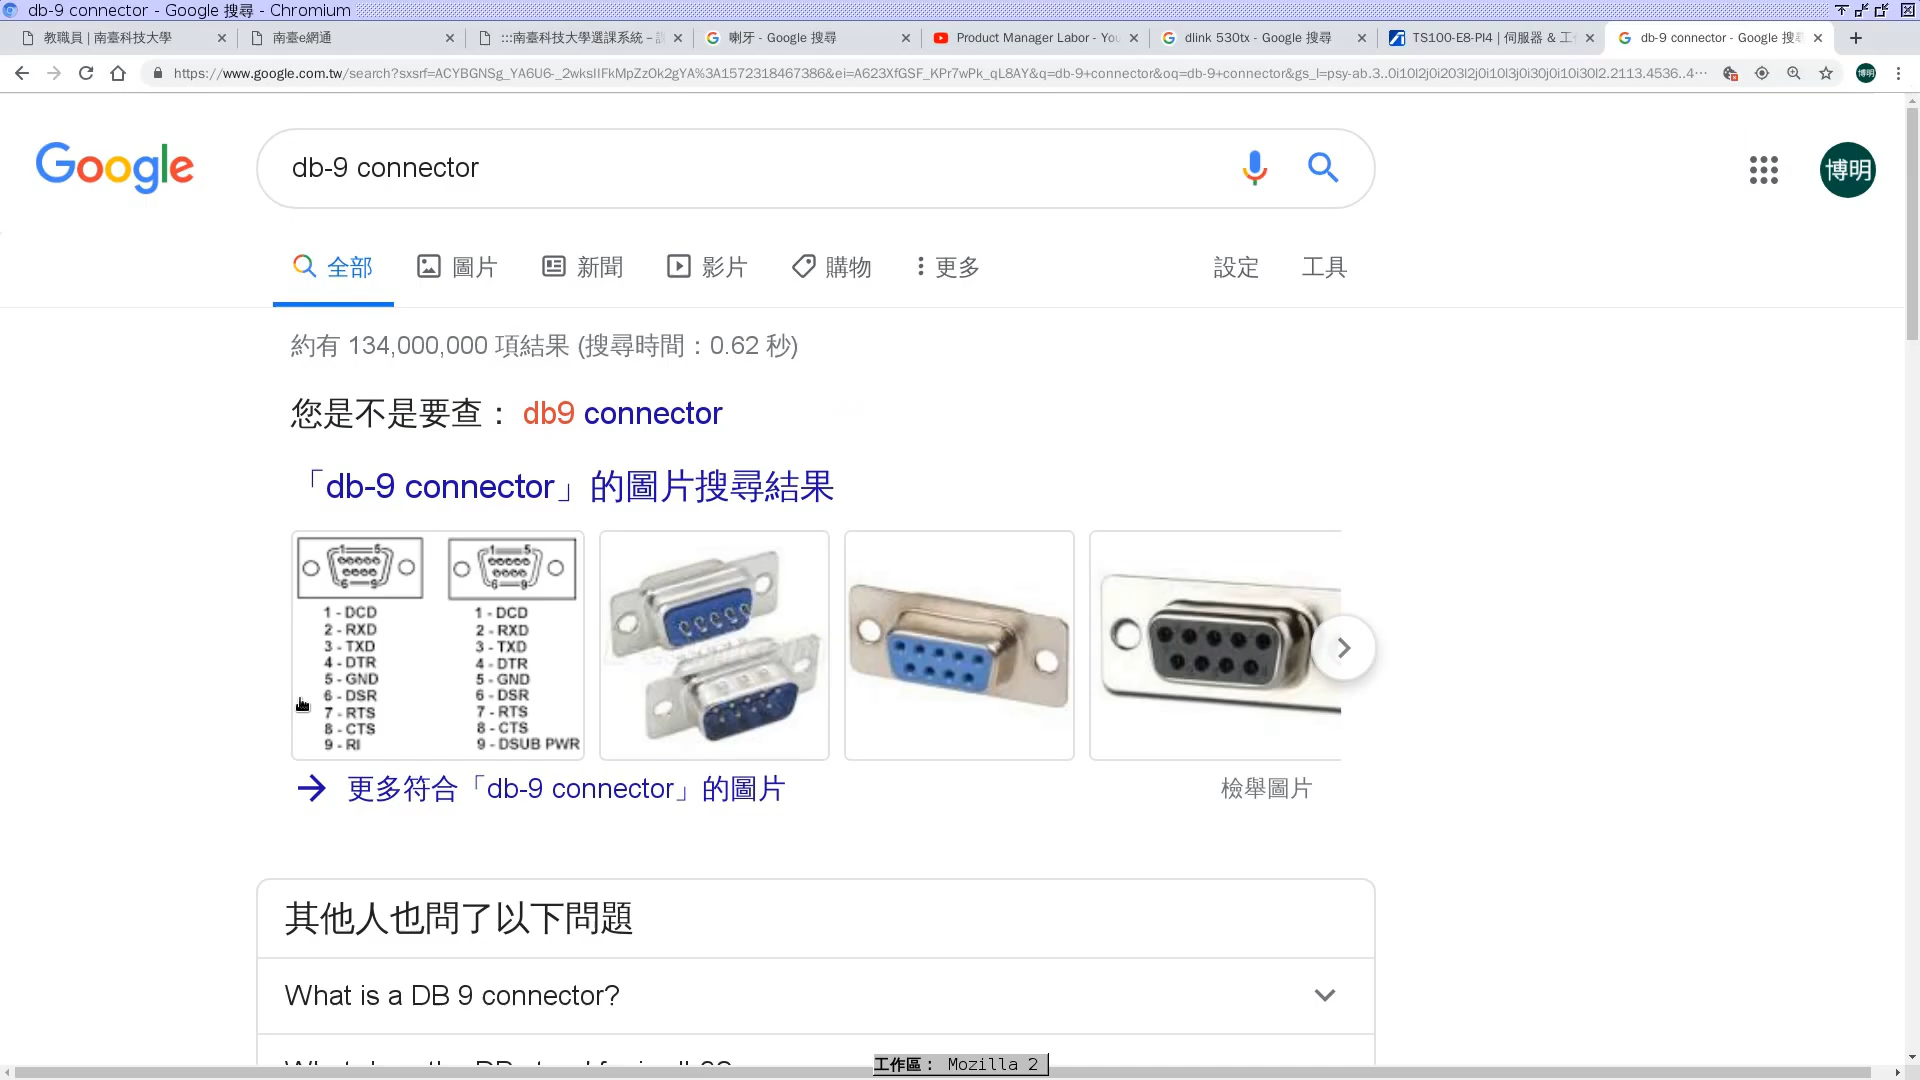 db-9 connector - Google 搜尋 - Chromium
教職員 | 南臺科技大學
南臺e網通
:::南臺科技大學選課系統 –
喇牙 - Google 搜尋
Product Manager Labor - You
dlink 530tx - Google 搜尋
TS100-E8-PI4 | 伺服器 & 工
db-9 connector - Google 搜
https://www.google.com.tw/search?sxsrf=ACYBGNSg_YA6U6-_2wksIIFkMpZzOk2gYA%3A1572318467386&ei=A623XfGSF_KPr7wPk_qL8AY&q=db-9+connector&oq=db-9+connector&gs_l=psy-ab.3..0i10l2j0i203l2j0i10l3j0i30j0i10i30l2.2113.4536..4···
博明
Google
db-9 connector
博明
全部
圖片
新聞
影片
購物
更多
設定
工具
約有 134,000,000 項結果 (搜尋時間：0.62 秒)
您是不是要查： db9 connector
「db-9 connector」的圖片搜尋結果
1 5
6 9
1 - DCD
2 - RXD
3 - TXD
4 - DTR
5 - GND
6 - DSR
7 - RTS
8 - CTS
9 - RI
1 5
6 9
1 - DCD
2 - RXD
3 - TXD
4 - DTR
5 - GND
6 - DSR
7 - RTS
8 - CTS
9 - DSUB PWR
更多符合「db-9 connector」的圖片
檢舉圖片
其他人也問了以下問題
What is a DB 9 connector?
工作區： Mozilla 2